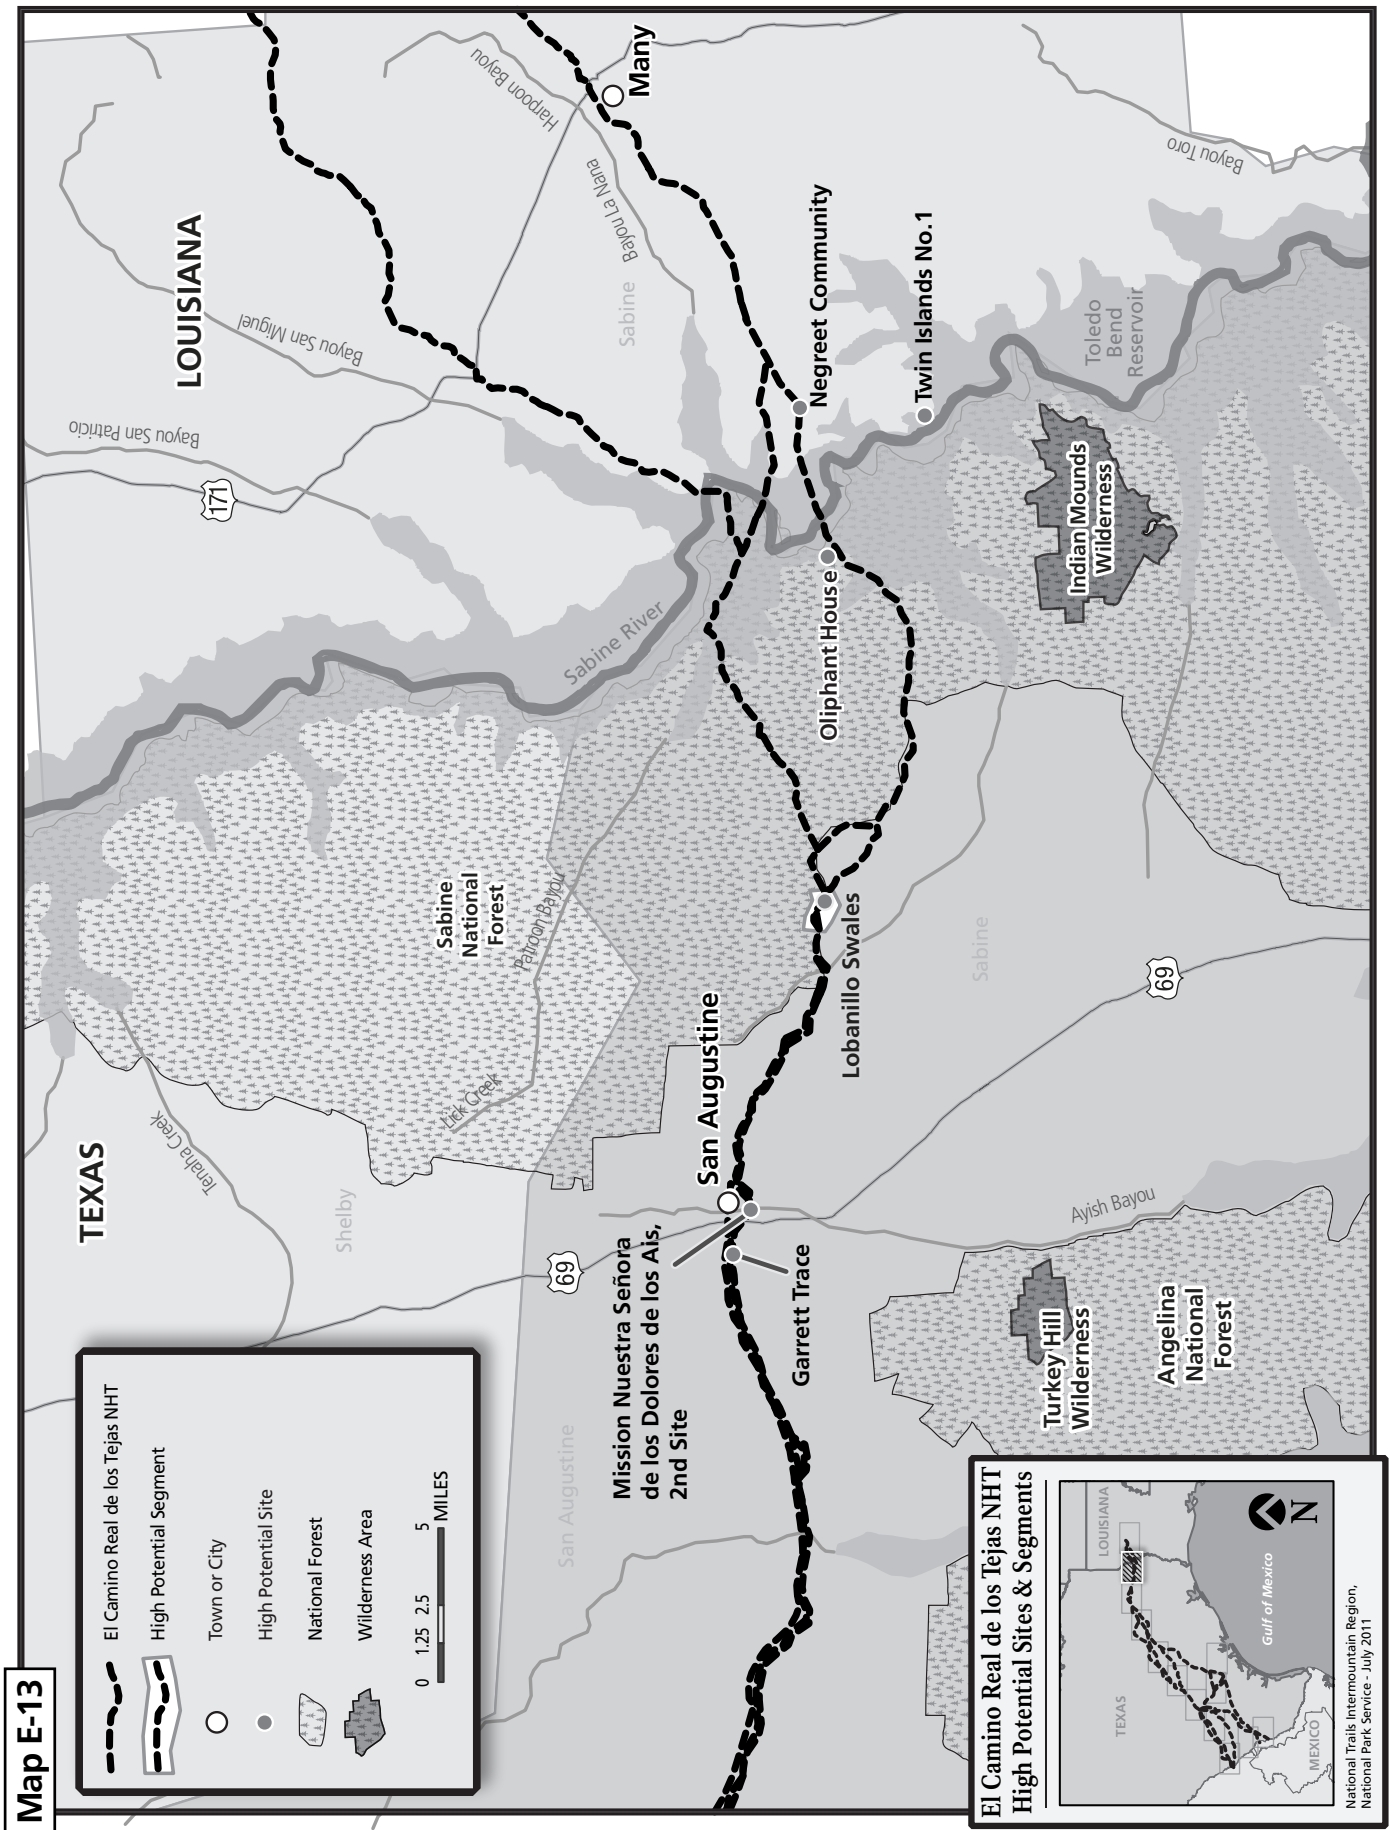 Map E-13
El Camino Real de los Tejas NHT
High Potential Segment
Town or City
High Potential Site
National Forest
Wilderness Area
0 1.25 2.5 5
MILES
TEXAS
LOUISIANA
Tenaha Creek
Shelby
69
Lick Creek
Patroon Bayou
Sabine
National
Forest
Sabine River
171
Bayou San Patricio
Bayou San Miguel
Harpoon Bayou
Bayou La Nana
Many
Sabine
San Augustine
Mission Nuestra Señora
de los Dolores de los Ais,
2nd Site
San Augustine
Garrett Trace
Lobanillo Swales
Oliphant House
Negreet Community
Twin Islands No.1
Bayou Toro
Toledo
Bend
Reservoir
Indian Mounds
Wilderness
Sabine
69
Ayish Bayou
Turkey Hill
Wilderness
Angelina
National
Forest
El Camino Real de los Tejas NHT
High Potential Sites & Segments
TEXAS
LOUISIANA
MEXICO
Gulf of Mexico
N
National Trails Intermountain Region,
National Park Service - July 2011